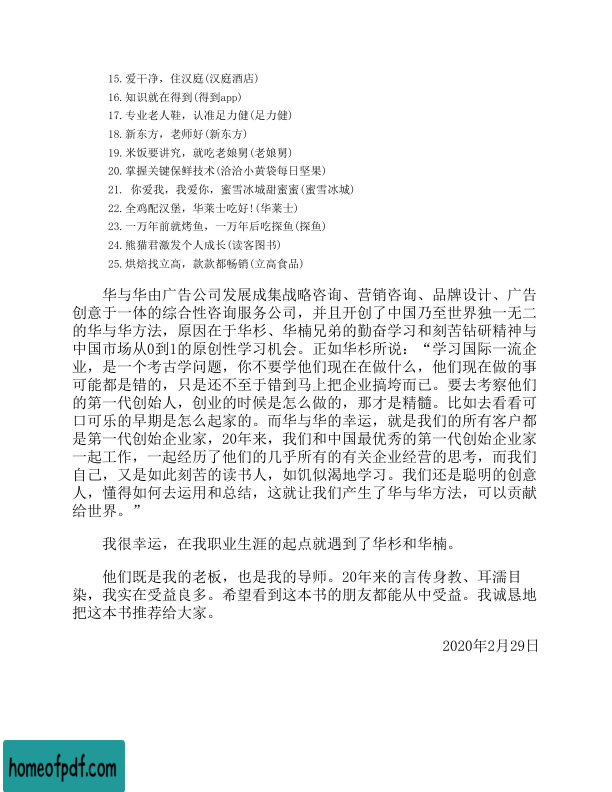 15.爱干净，住汉庭(汉庭酒店)
16.知识就在得到(得到app)
17.专业老人鞋，认准足力健(足力健)
18.新东方，老师好(新东方)
19.米饭要讲究，就吃老娘舅(老娘舅)
20.掌握关键保鲜技术(洽洽小黄袋每日坚果)
21. 你爱我，我爱你，蜜雪冰城甜蜜蜜(蜜雪冰城)
22.全鸡配汉堡，华莱士吃好!(华莱士)
23.一万年前就烤鱼，一万年后吃探鱼(探鱼)
24.熊猫君激发个人成长(读客图书)
25.烘焙找立高，款款都畅销(立高食品)
华与华由广告公司发展成集战略咨询、营销咨询、品牌设计、广告
创意于一体的综合性咨询服务公司，并且开创了中国乃至世界独一无二
的华与华方法，原因在于华杉、华楠兄弟的勤奋学习和刻苦钻研精神与
中国市场从0到1的原创性学习机会。正如华杉所说：“学习国际一流企
业，是一个考古学问题，你不要学他们现在在做什么，他们现在做的事
可能都是错的，只是还不至于错到马上把企业搞垮而已。要去考察他们
的第一代创始人，创业的时候是怎么做的，那才是精髓。比如去看看可
口可乐的早期是怎么起家的。而华与华的幸运，就是我们的所有客户都
是第一代创始企业家，20年来，我们和中国最优秀的第一代创始企业家
一起工作，一起经历了他们的几乎所有的有关企业经营的思考，而我们
自己，又是如此刻苦的读书人，如饥似渴地学习。我们还是聪明的创意
人，懂得如何去运用和总结，这就让我们产生了华与华方法，可以贡献
给世界。”
我很幸运，在我职业生涯的起点就遇到了华杉和华楠。
他们既是我的老板，也是我的导师。20年来的言传身教、耳濡目
染，我实在受益良多。希望看到这本书的朋友都能从中受益。我诚恳地
把这本书推荐给大家。
2020年2月29日
homeofpdf.com